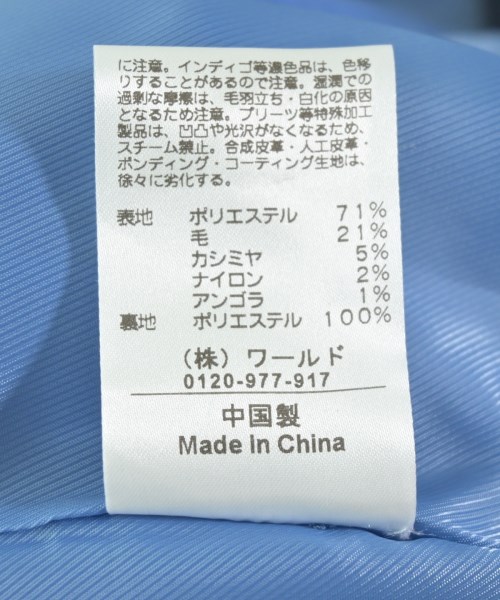 に注意。インディゴ等濃色品は、色移
りすることがあるので注意。湿潤での
過剰な摩擦は、毛羽立ち・白化の原因
となるため注意。プリーツ等特殊加工
製品は、凹凸や光沢がなくなるため、
スチーム禁止。合成皮革・人工皮革・
ボンディング・コーティング生地は、
徐々に劣化する。
表地 ポリエステル 71%
毛 21%
カシミヤ 5%
ナイロン 2%
アンゴラ 1%
裏地 ポリエステル 100%
(株) ワールド
0120-977-917
中国製
Made in China